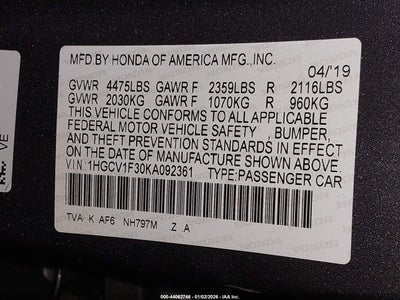 MFD BY HONDA OF AMERICA MFG.,INC.
04/19
GVWR 4475LBS GAWR F 2359LBS R 2116LBS
GVWR 2030KG GAWR F 1070KG R 960KG
THIS VEHICLE CONFORMS TO ALL APPLICABLE
FEDERAL MOTOR VEHICLE SAFETY , BUMPER,
AND THEFT PREVENTION STANDARDS IN EFFECT
ON THE DATE OF MANUFACTURE SHOWN ABOVE.
V.I.N.:1HGCV1F30KA092361 TYPE:PASSENGER CAR
TVA K AF6 NH797M Z .A
VE
000-44062746 - 01/02/2026 - IAA Inc.